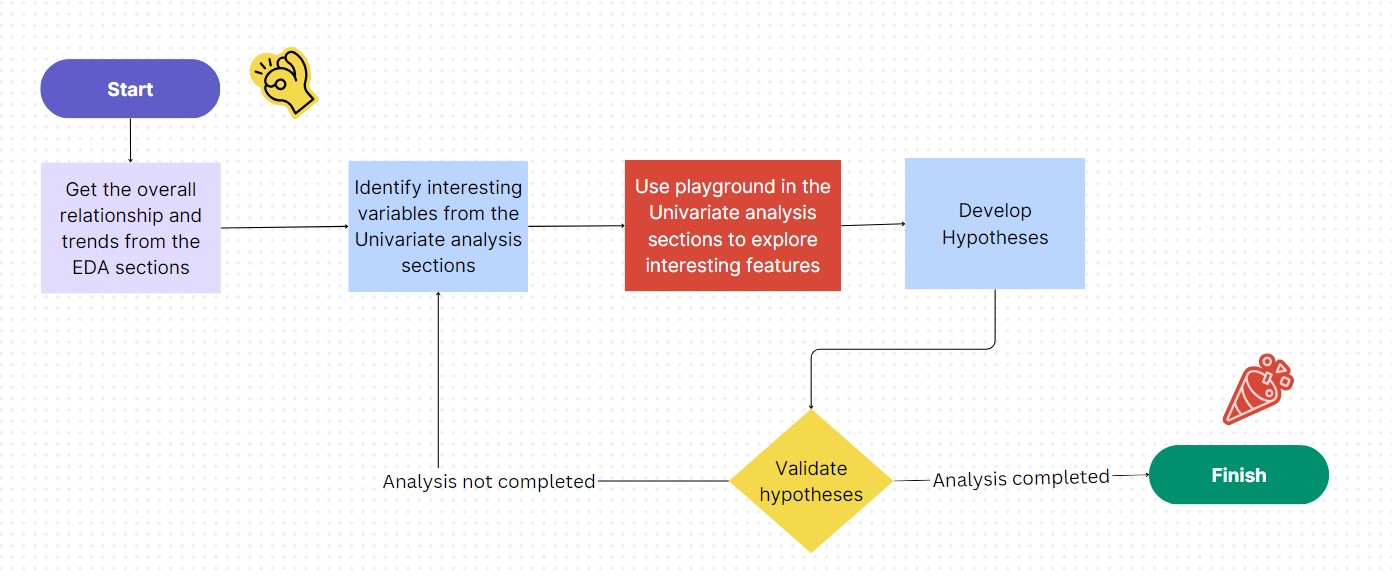 Start
Get the overall
relationship and
trends from the
EDA sections
Identify interesting
variables from the
Univariate analysis
sections
Use playground in the
Univariate analysis
sections to explore
interesting features
Develop
Hypotheses
Validate
hypotheses
Analysis not completed
Analysis completed
Finish